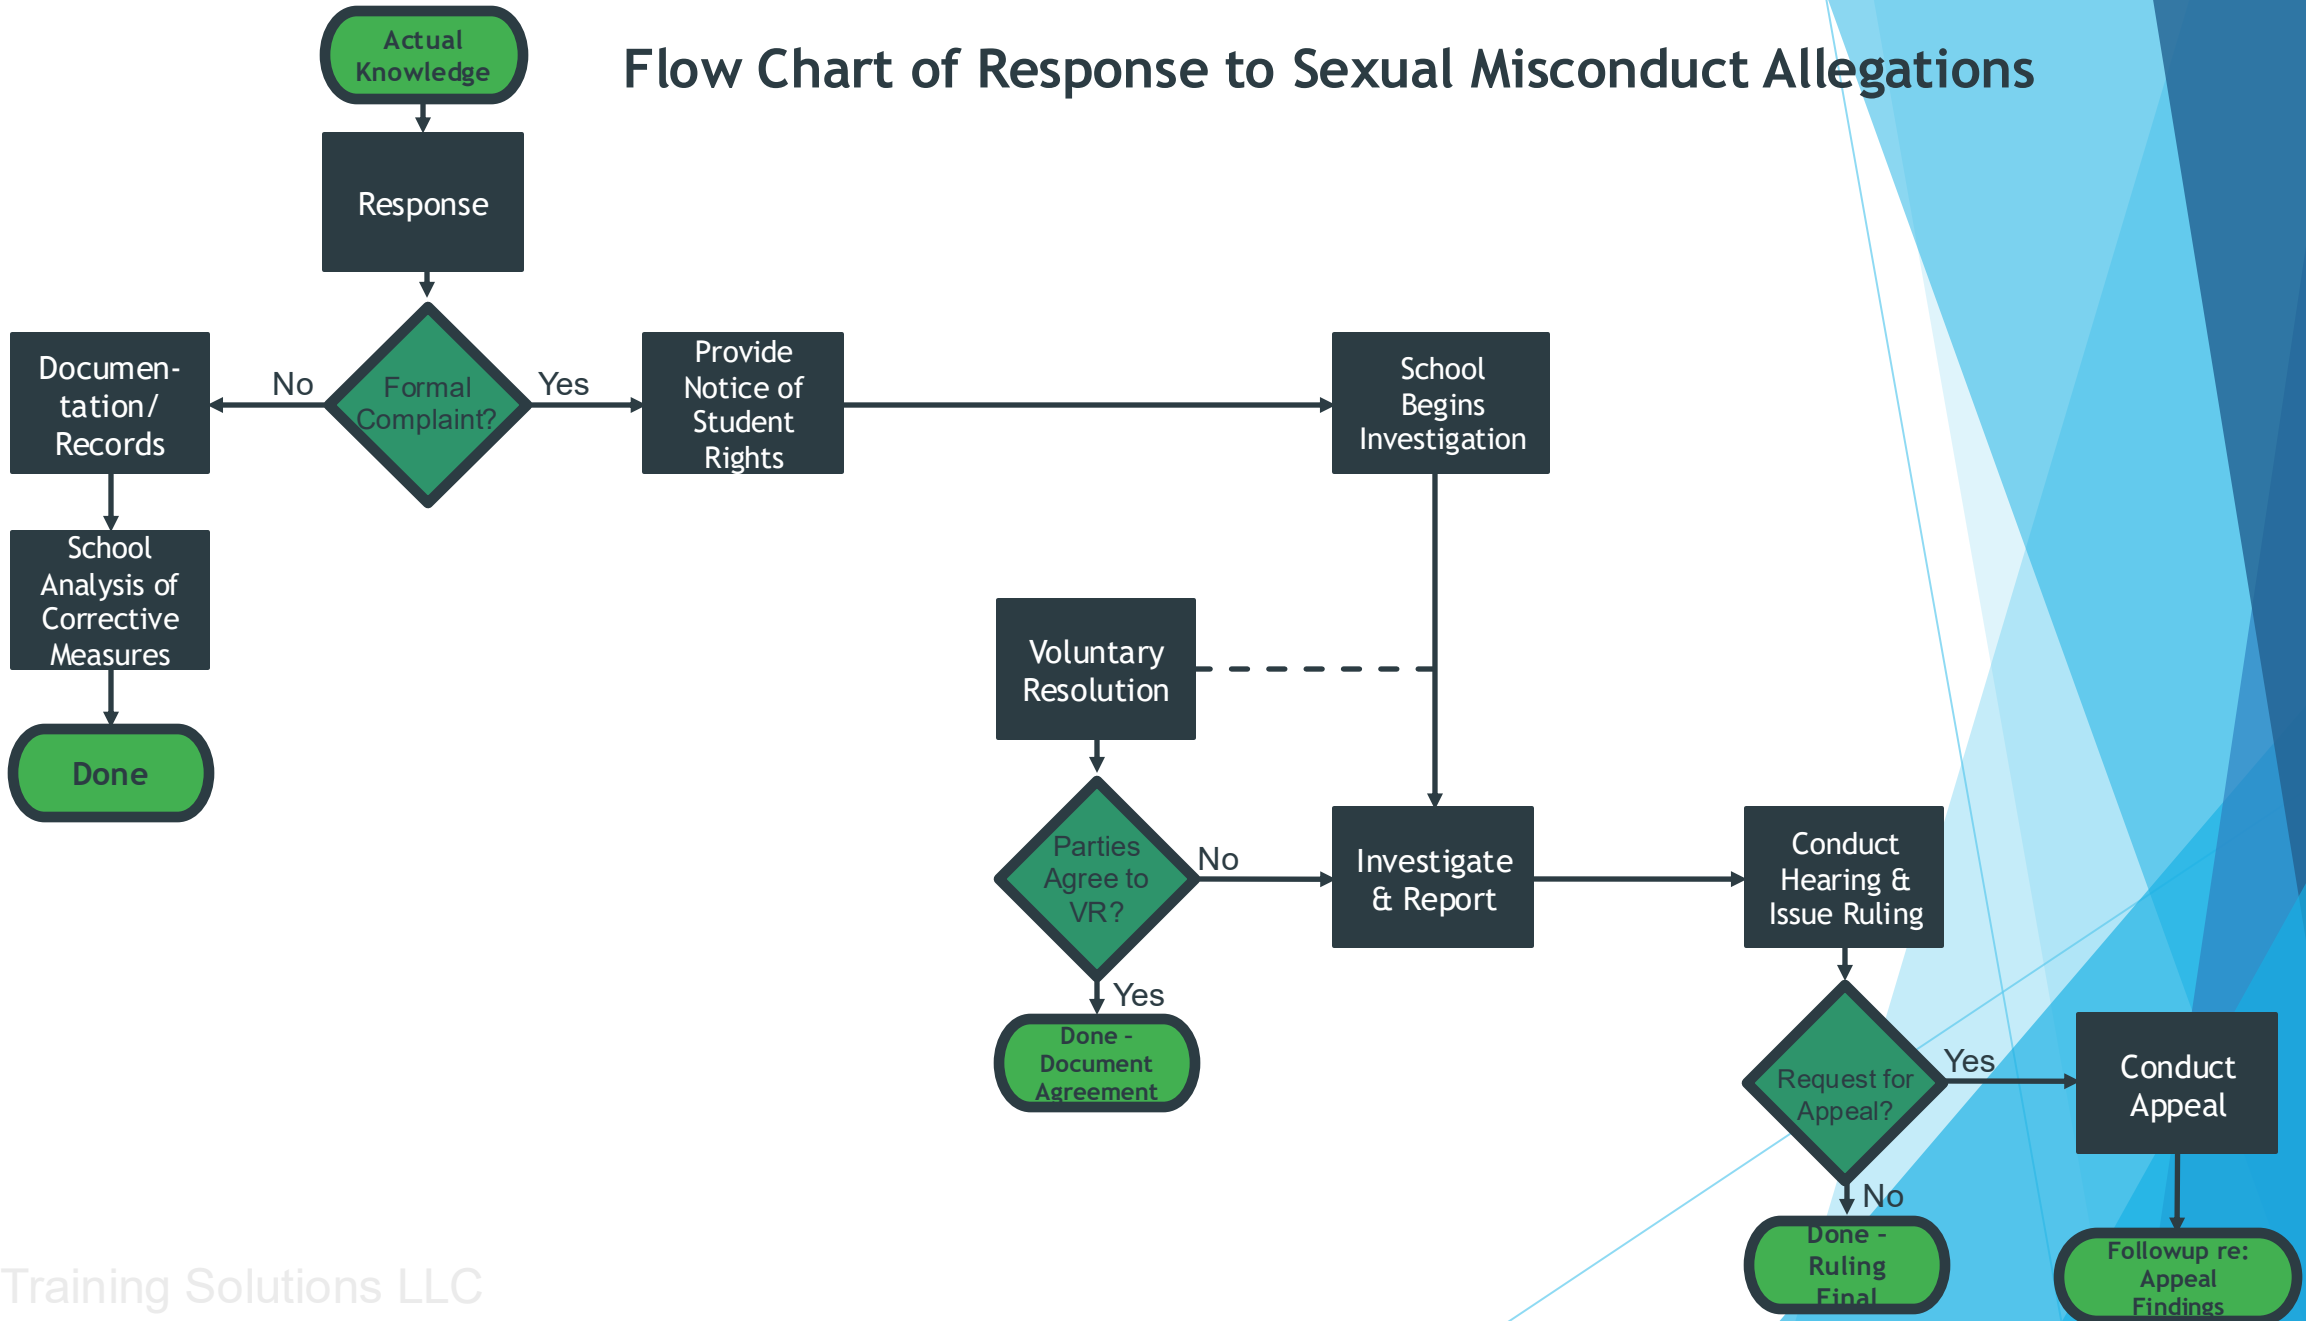 Actual
Knowledge
Flow Chart of Response to Sexual Misconduct Allegations
Response
Documen-
tation/
Records
No
Formal
Complaint?
Yes
Provide
Notice of
Student
Rights
School
Begins
Investigation
School
Analysis of
Corrective
Measures
Done
Voluntary
Resolution
Parties
Agree to
VR?
No
Investigate
& Report
Conduct
Hearing &
Issue Ruling
Yes
Done -
Document
Agreement
Request for
Appeal?
Yes
Conduct
Appeal
No
Done -
Ruling
Final
Followup re:
Appeal
Findings
Training Solutions LLC